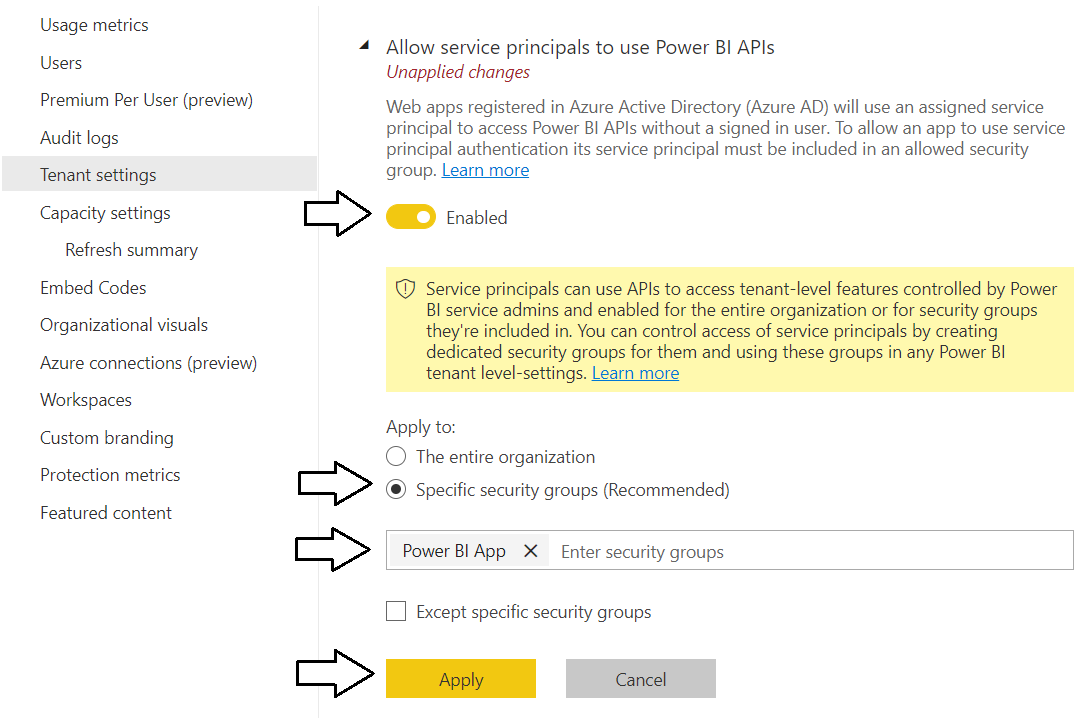 Usage metrics
Users
Premium Per User (preview)
Audit logs
Tenant settings
Capacity settings
Refresh summary
Embed Codes
Organizational visuals
Azure connections (preview)
Workspaces
Custom branding
Protection metrics
Featured content
Allow service principals to use Power BI APIs
Unapplied changes
Web apps registered in Azure Active Directory (Azure AD) will use an assigned service
principal to access Power BI APIs without a signed in user. To allow an app to use service
principal authentication its service principal must be included in an allowed security
group. Learn more
Enabled
Service principals can use APIs to access tenant-level features controlled by Power
BI service admins and enabled for the entire organization or for security groups
they're included in. You can control access of service principals by creating
dedicated security groups for them and using these groups in any Power BI
tenant level-settings. Learn more
Apply to:
The entire organization
Specific security groups (Recommended)
Power BI App Enter security groups
Except specific security groups
Apply Cancel